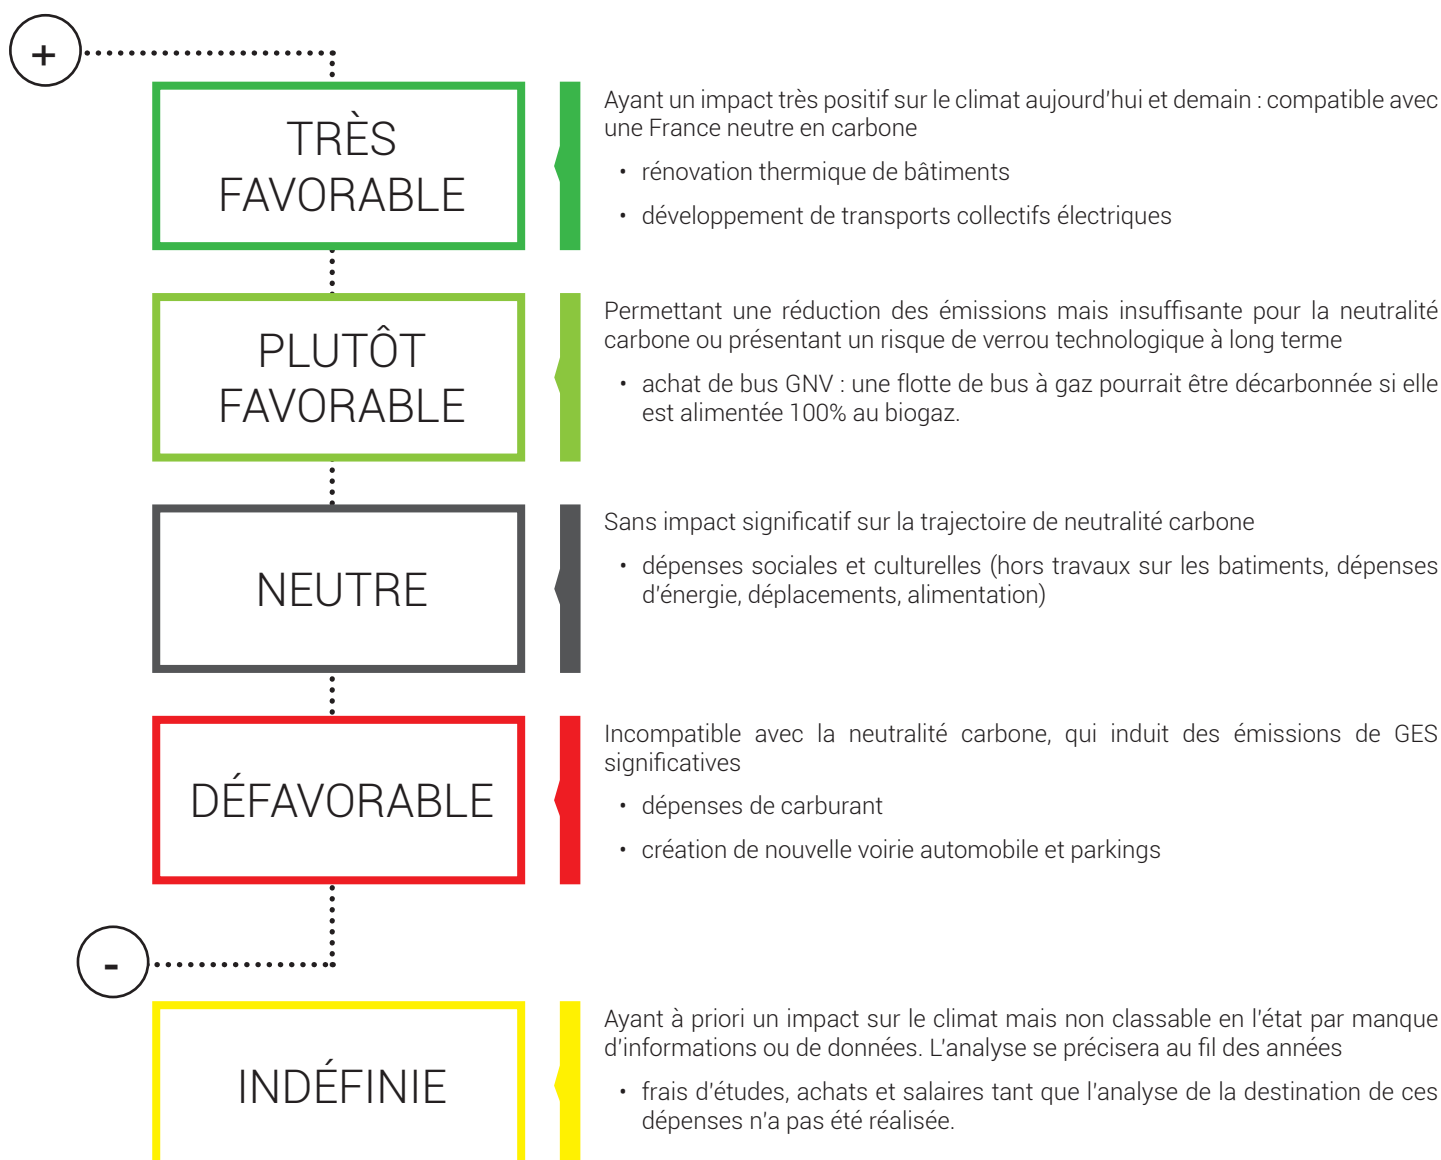 +
TRÈS
FAVORABLE
Ayant un impact très positif sur le climat aujourd'hui et demain : compatible avec
une France neutre en carbone
• rénovation thermique de bâtiments
• développement de transports collectifs électriques
PLUTÔT
FAVORABLE
Permettant une réduction des émissions mais insuffisante pour la neutralité
carbone ou présentant un risque de verrou technologique à long terme
• achat de bus GNV : une flotte de bus à gaz pourrait être décarbonnée si elle
est alimentée 100% au biogaz.
NEUTRE
Sans impact significatif sur la trajectoire de neutralité carbone
• dépenses sociales et culturelles (hors travaux sur les batiments, dépenses
d'énergie, déplacements, alimentation)
DÉFAVORABLE
Incompatible avec la neutralité carbone, qui induit des émissions de GES
significatives
• dépenses de carburant
• création de nouvelle voirie automobile et parkings
-
INDÉFINIE
Ayant à priori un impact sur le climat mais non classable en l'état par manque
d'informations ou de données. L'analyse se précisera au fil des années
• frais d'études, achats et salaires tant que l'analyse de la destination de ces
dépenses n'a pas été réalisée.